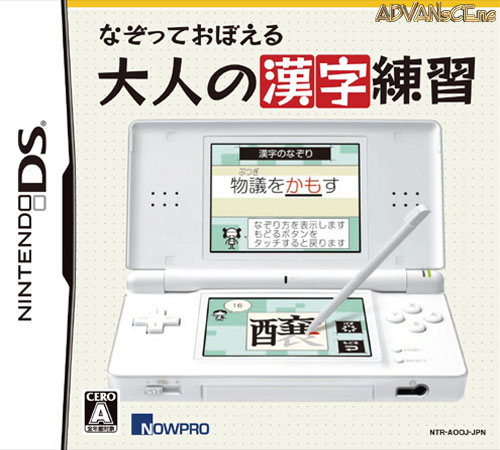 ADVANsCEmg
なぞっておぼえる
大人の漢字練習
NINTENDO DS
漢字のなぞり
ぶつぎ
物議をかもす
なぞり方を表示します
もどるボタンを
タッチすると戻ります
16
醸
START
SELECT
CERO
A
全年齢対象
NOWPRO
NTR-AOOJ-JPN